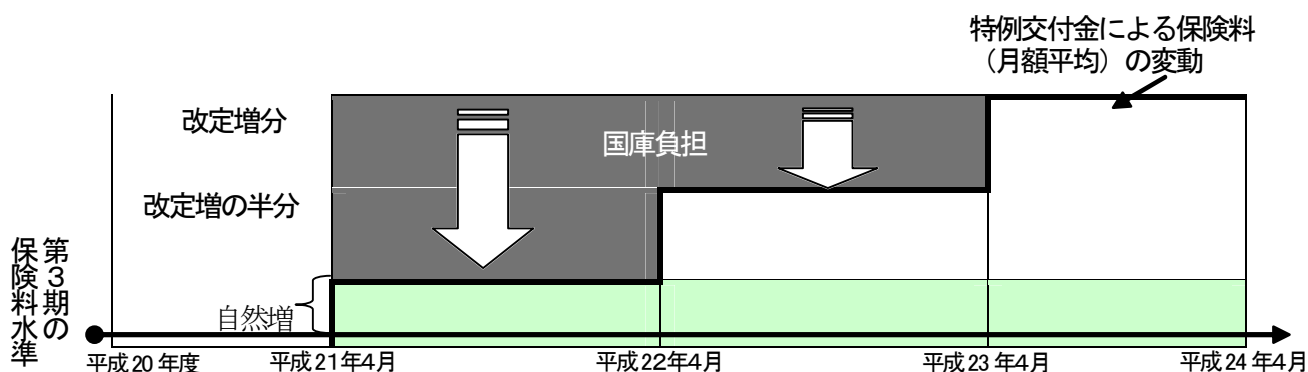 特例交付金による保険料
（月額平均）の変動
改定増分
国庫負担
改定増の半分
第３期の
保険料水準
自然増
平成20年度
平成21年4月
平成22年4月
平成23年4月
平成24年4月